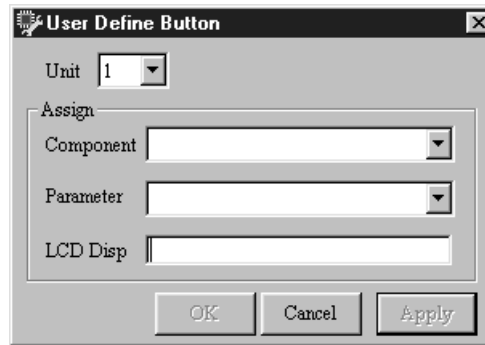 User Define Button
Unit 1
Assign
Component
Parameter
LCD Disp
OK Cancel Apply